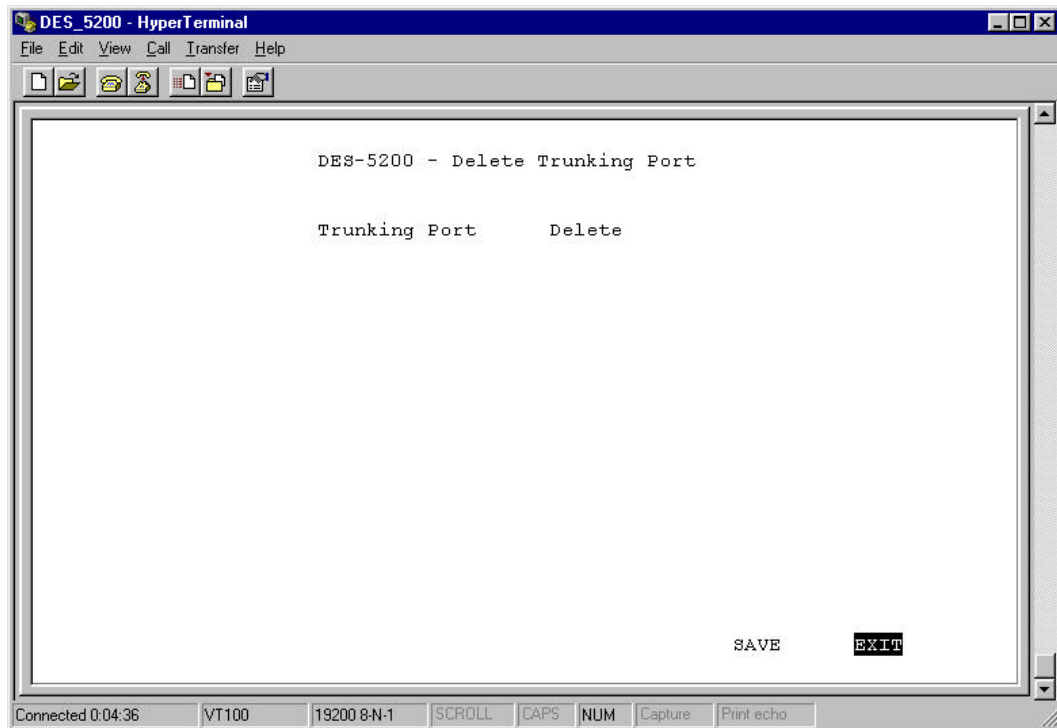 DES_5200 - HyperTerminal
File Edit View Call Transfer Help
DES-5200 - Delete Trunking Port
Trunking Port Delete
SAVE EXIT
Connected 0:04:36 VT100 19200 8-N-1 SCROLL CAPS NUM Capture Print echo